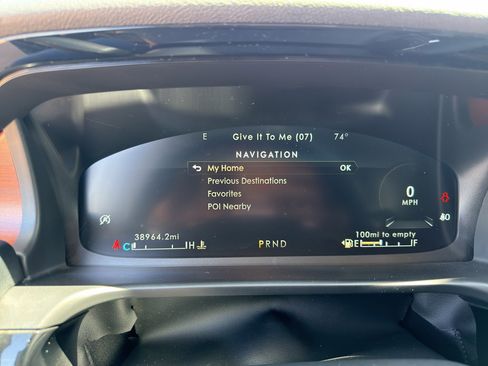 E Give It To Me (07) 74°
NAVIGATION
My Home OK
Previous Destinations
Favorites
POI Nearby
0
MPH
38964.2mi
C H
PRND
100mi to empty
E F